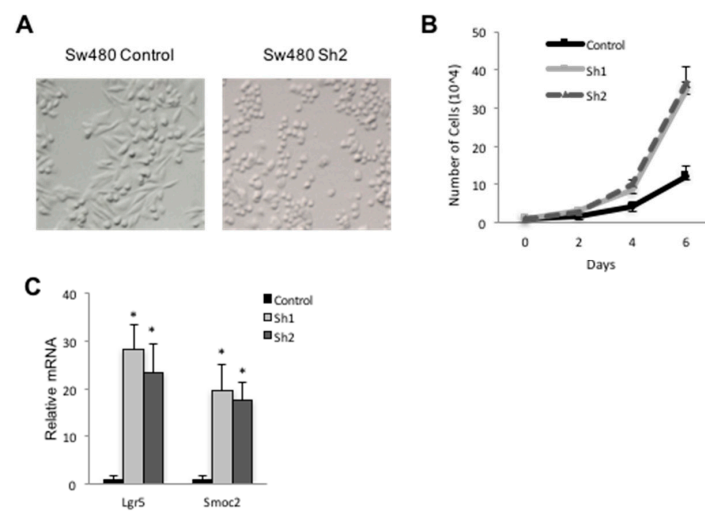 A
Sw480 Control
Sw480 Sh2
B
Number of Cells (10^4)
50
40
30
20
10
0
Control
Sh1
Sh2
0 2 4 6
Days
C
Relative mRNA
40
30
20
10
0
* * * *
Control
Sh1
Sh2
Lgr5 Smoc2